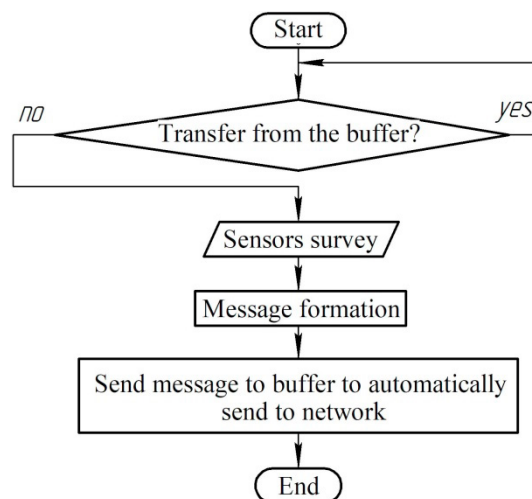 Start
no
yes
Transfer from the buffer?
Sensors survey
Message formation
Send message to buffer to automatically
send to network
End